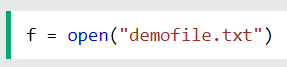 f = open("demofile.txt")